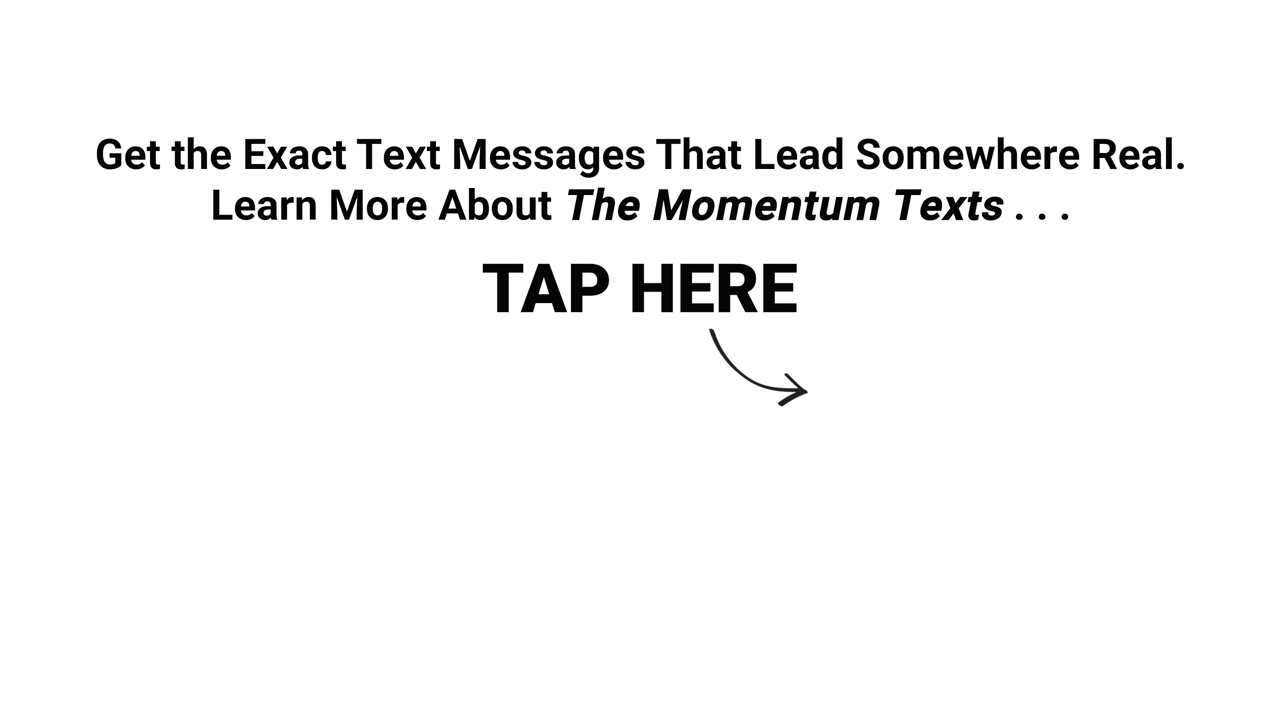 Get the Exact Text Messages That Lead Somewhere Real.
Learn More About The Momentum Texts . . .
TAP HERE